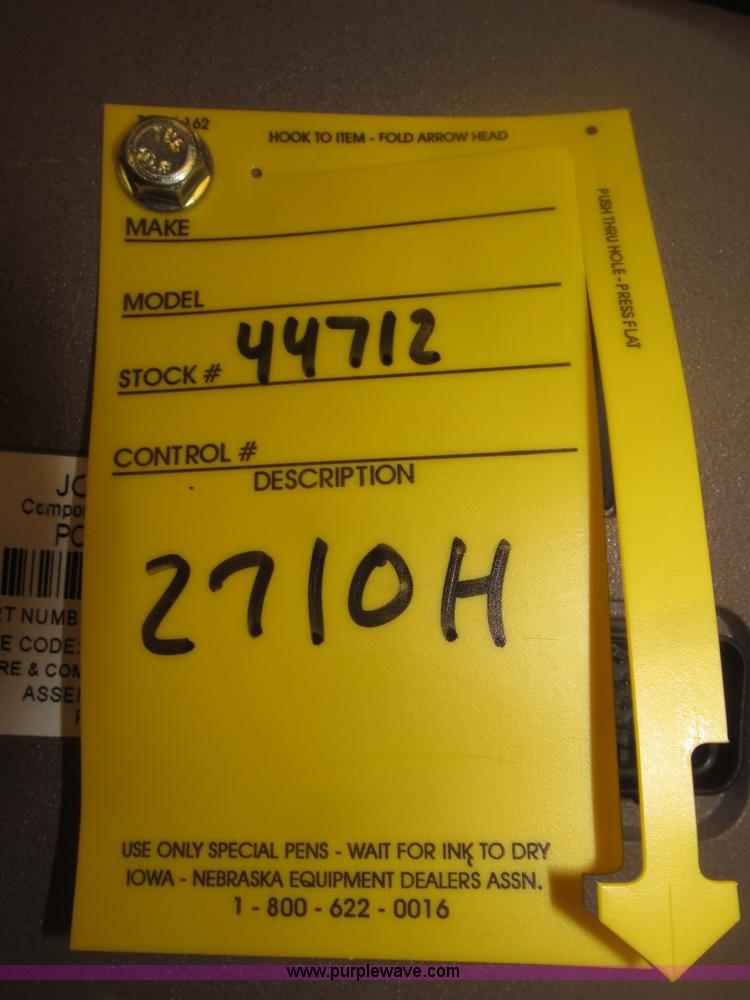 162
HOOK TO ITEM - FOLD ARROW HEAD
PUSH THRU HOLE - PRESS FLAT
MAKE
MODEL
STOCK # 44712
CONTROL #
DESCRIPTION
2710H
USE ONLY SPECIAL PENS - WAIT FOR INK TO DRY
IOWA - NEBRASKA EQUIPMENT DEALERS ASSN.
1 - 800 - 622 - 0016
www.purplewave.com